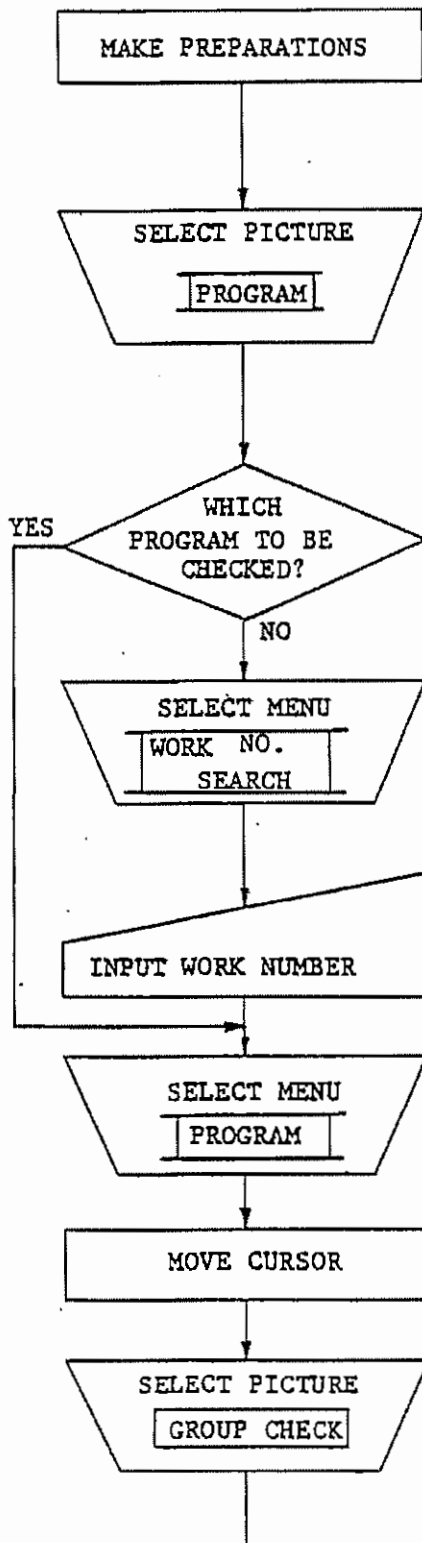 MAKE PREPARATIONS
SELECT PICTURE
PROGRAM
WHICH
PROGRAM TO BE
CHECKED?
YES
NO
SELECT MENU
WORK NO.
SEARCH
INPUT WORK NUMBER
SELECT MENU
PROGRAM
MOVE CURSOR
SELECT PICTURE
GROUP CHECK